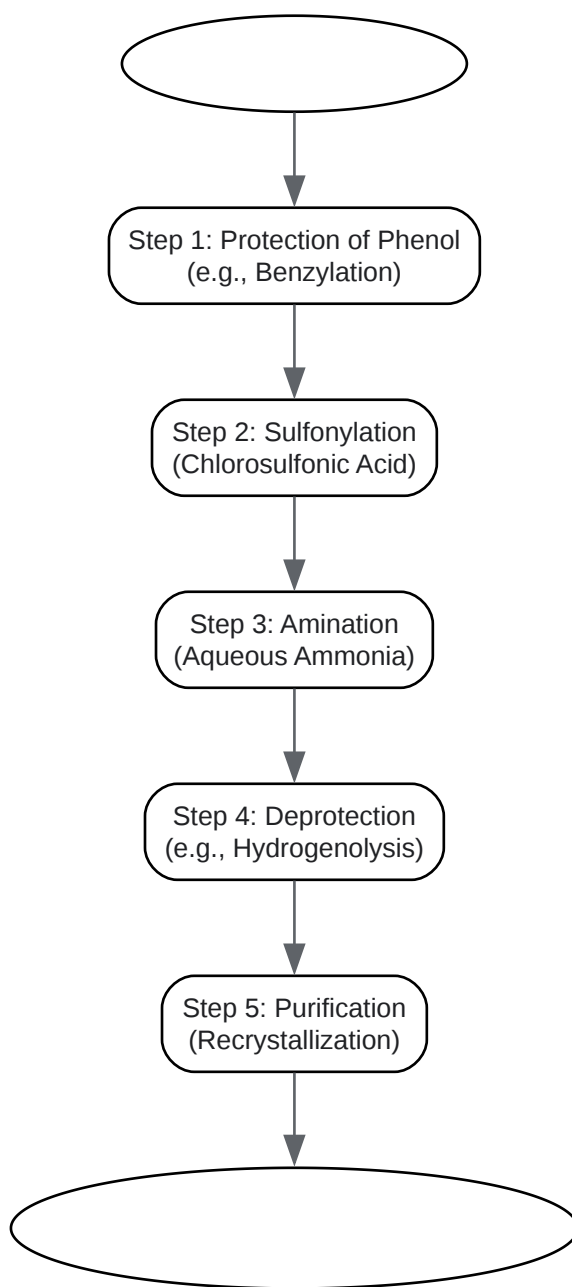 Step 1: Protection of Phenol
(e.g., Benzylation)
Step 2: Sulfonylation
(Chlorosulfonic Acid)
Step 3: Amination
(Aqueous Ammonia)
Step 4: Deprotection
(e.g., Hydrogenolysis)
Step 5: Purification
(Recrystallization)